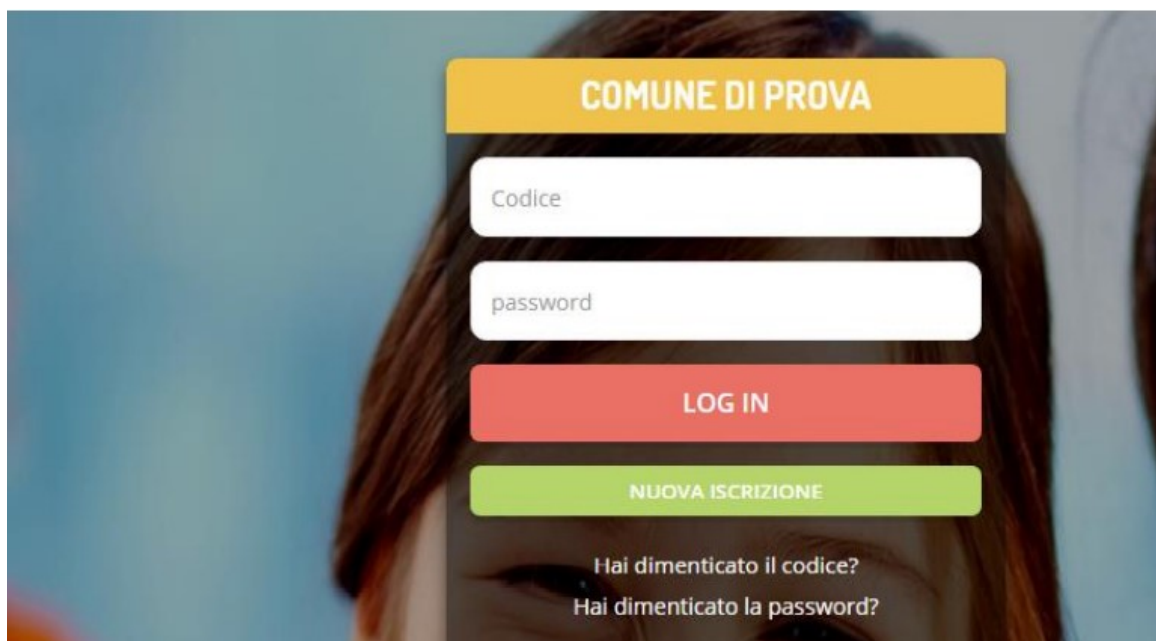 COMUNE DI PROVA
Codice
password
LOG IN
NUOVA ISCRIZIONE
Hai dimenticato il codice?
Hai dimenticato la password?